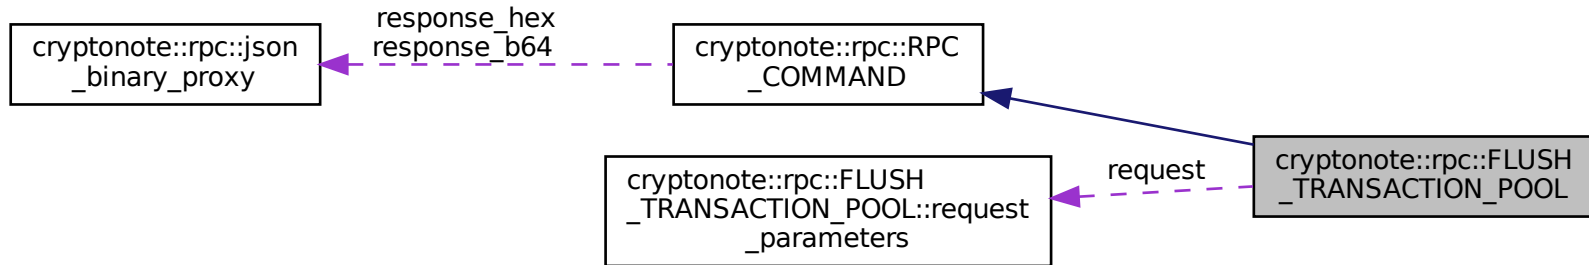 response_hex
response_b64
cryptonote::rpc::json
_binary_proxy
cryptonote::rpc::RPC
_COMMAND
cryptonote::rpc::FLUSH
_TRANSACTION_POOL::request
_parameters
request
cryptonote::rpc::FLUSH
_TRANSACTION_POOL